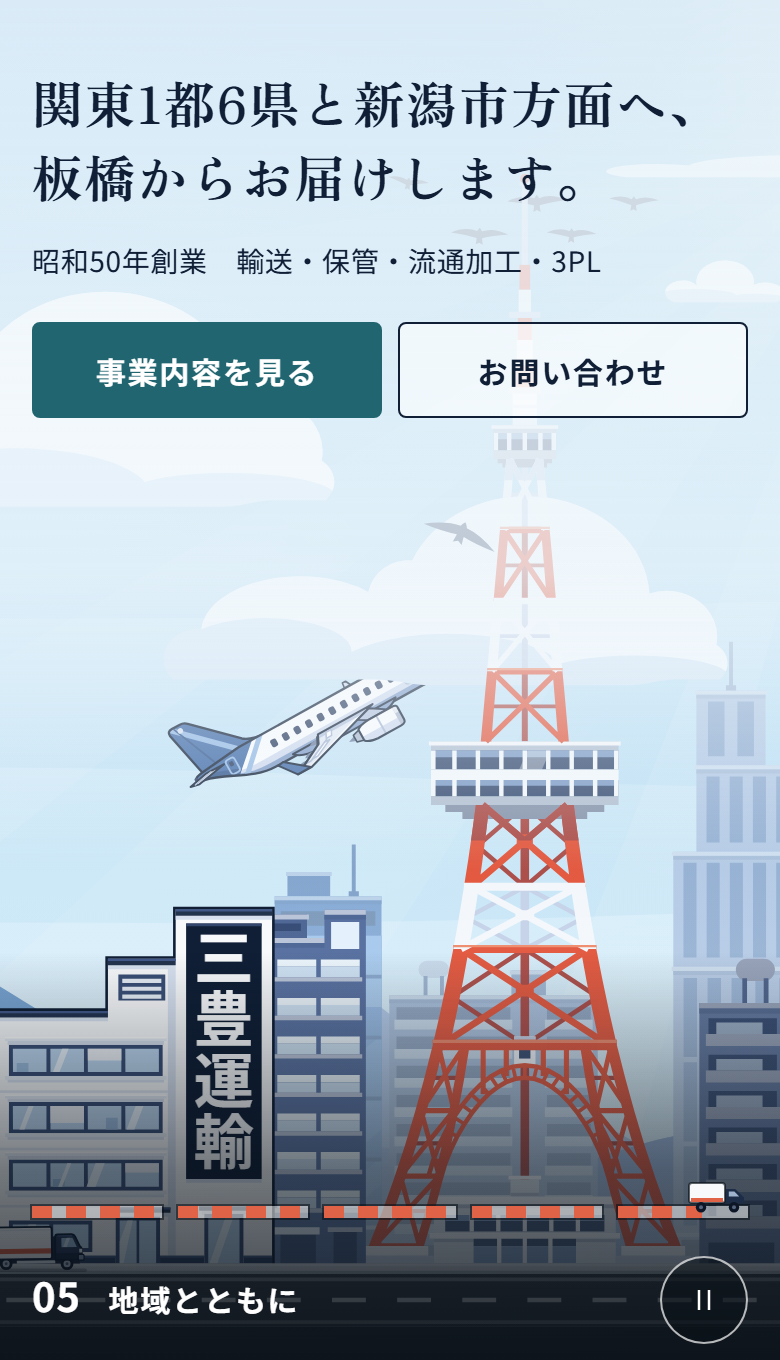 関東1都6県と新潟市方面へ、
板橋からお届けします。
昭和50年創業　輸送・保管・流通加工・3PL
事業内容を見る
お問い合わせ
三豊運輸
05 地域とともに